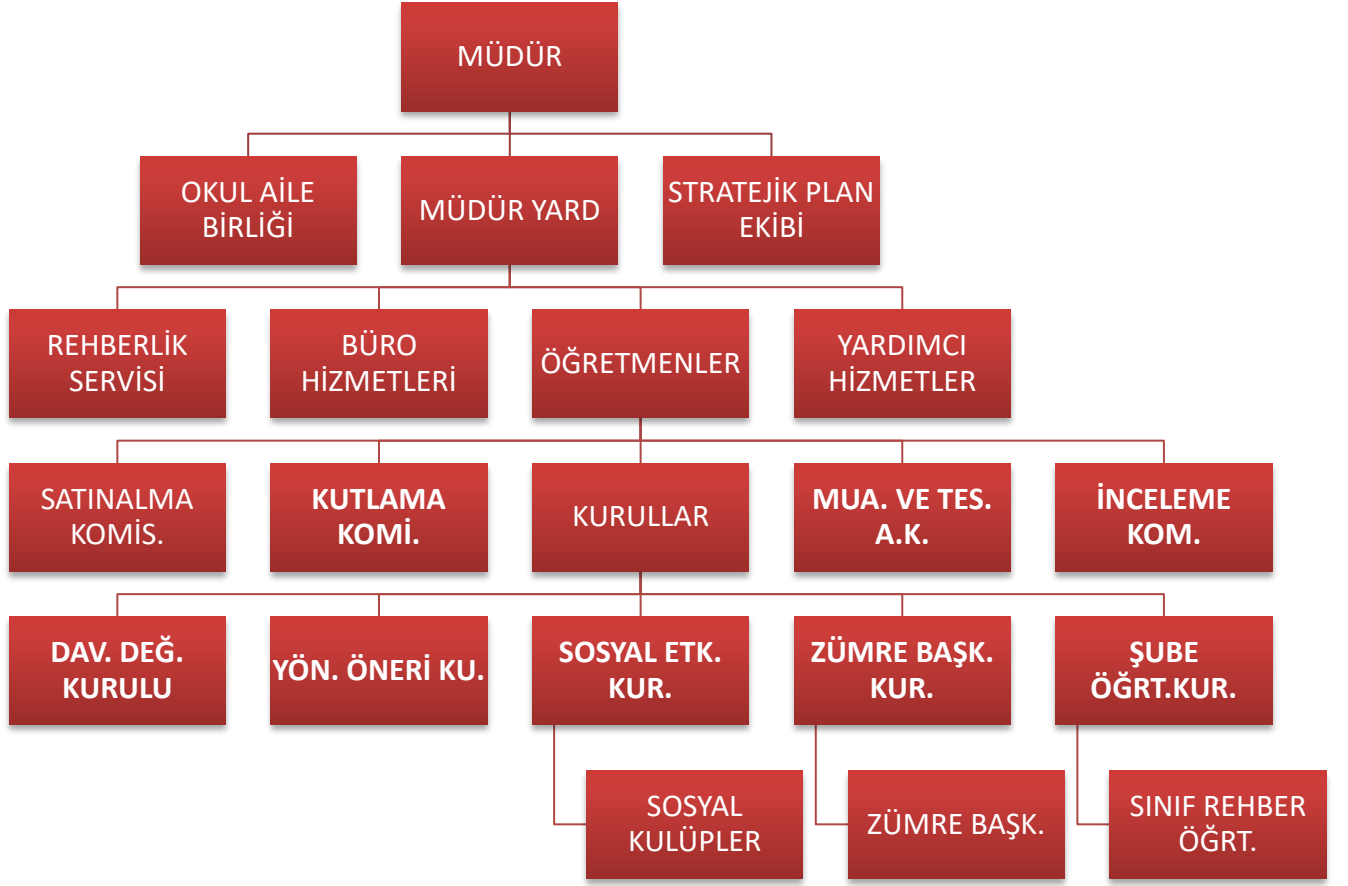 MÜDÜR
OKUL AİLE
BİRLİĞİ
MÜDÜR YARD
STRATEJİK PLAN
EKİBİ
REHBERLİK
SERVİSİ
BÜRO
HİZMETLERİ
ÖĞRETMENLER
YARDIMCI
HİZMETLER
SATINALMA
KOMİS.
KUTLAMA
KOMİ.
KURULLAR
MUA. VE TES.
A.K.
İNCELEME
KOM.
DAV. DEĞ.
KURULU
YÖN. ÖNERİ KU.
SOSYAL ETK.
KUR.
ZÜMRE BAŞK.
KUR.
ŞUBE
ÖĞRT.KUR.
SOSYAL
KULÜPLER
ZÜMRE BAŞK.
SINIF REHBER
ÖĞRT.